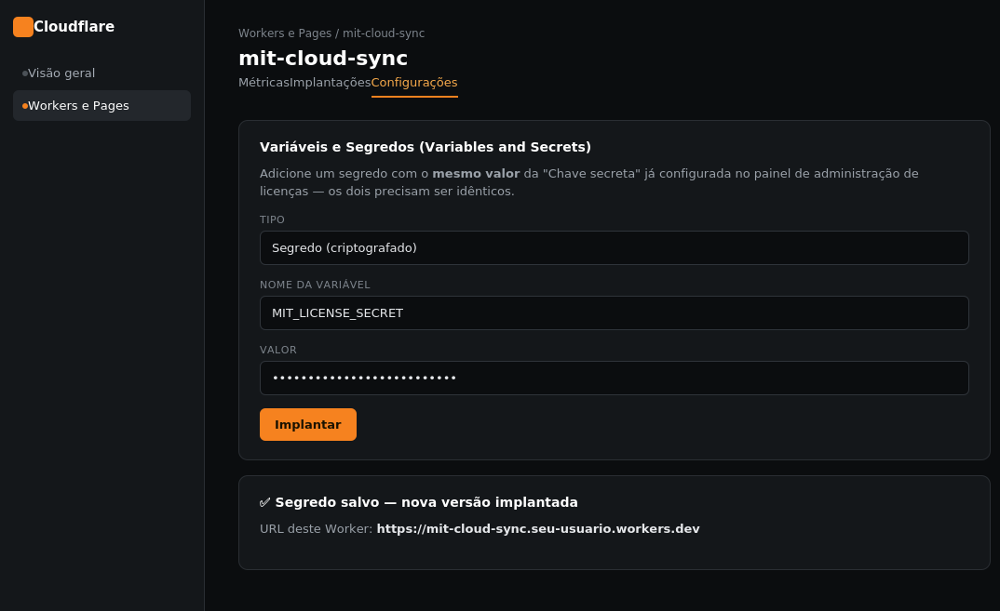 Cloudflare
Visão geral
Workers e Pages
Workers e Pages / mit-cloud-sync
mit-cloud-sync
MétricasImplantaçõesConfigurações
Variáveis e Segredos (Variables and Secrets)
Adicione um segredo com o mesmo valor da "Chave secreta" já configurada no painel de administração de
licenças — os dois precisam ser idênticos.
TIPO
Segredo (criptografado)
NOME DA VARIÁVEL
MIT_LICENSE_SECRET
VALOR
••••••••••••••••••••••••••
Implantar
✅ Segredo salvo — nova versão implantada
URL deste Worker: https://mit-cloud-sync.seu-usuario.workers.dev